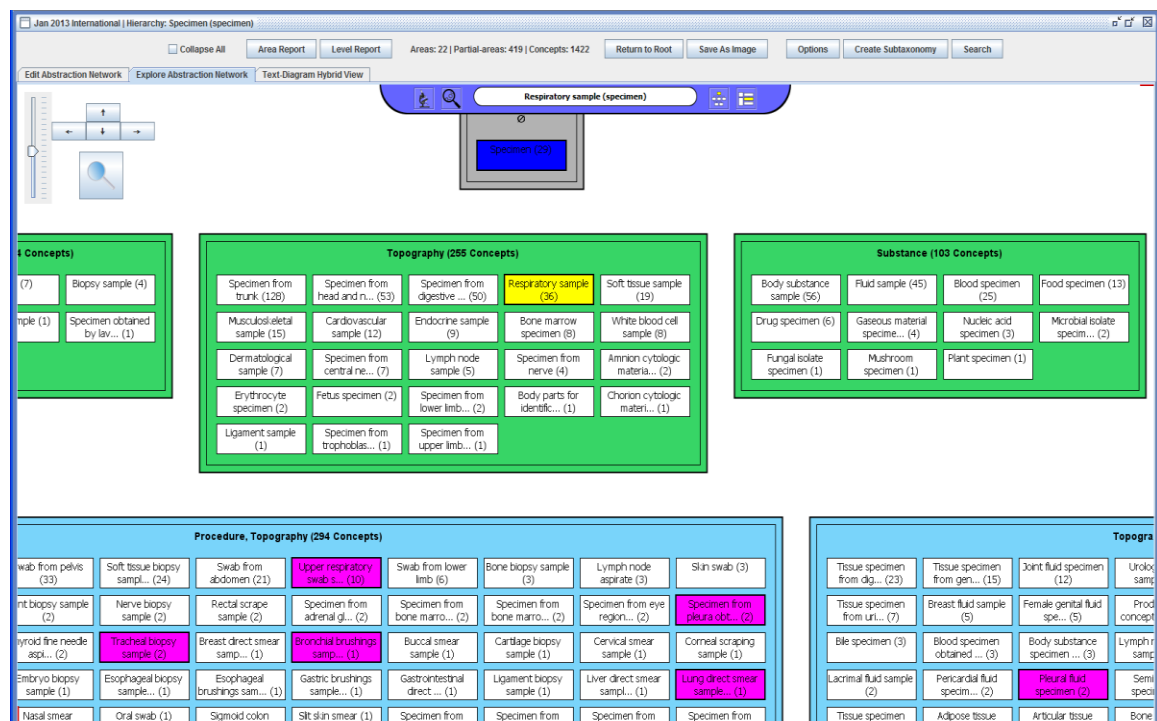 Jan 2013 International | Hierarchy: Specimen (specimen)
Collapse All Area Report Level Report Areas: 22 | Partial-areas: 419 | Concepts: 1422 Return to Root Save As Image Options Create Subtaxonomy Search
Edit Abstraction Network Explore Abstraction Network Text-Diagram Hybrid View
Respiratory sample (specimen)
Specimen (29)
4 Concepts)
(7) Biopsy sample (4)
mple (1) Specimen obtained
by lav... (1)
Topography (255 Concepts)
Specimen from Specimen from Specimen from Respiratory sample Soft tissue sample
trunk (128) head and n... (53) digestive ... (50) (36) (19)
Musculoskeletal Cardiovascular Endocrine sample Bone marrow White blood cell
sample (15) sample (12) (9) specimen (8) sample (8)
Dermatological Specimen from Lymph node Specimen from Amnion cytologic
sample (7) central ne... (7) sample (5) nerve (4) materia... (2)
Erythrocyte Fetus specimen (2) Specimen from Body parts for Chorion cytologic
specimen (2) lower limb... (2) identific... (1) materi... (1)
Ligament sample Specimen from Specimen from
(1) trophoblas... (1) upper limb... (1)
Substance (103 Concepts)
Body substance Fluid sample (45) Blood specimen Food specimen (13)
sample (56) (25)
Drug specimen (6) Gaseous material Nucleic acid Microbial isolate
specime... (4) specimen (3) specim... (2)
Fungal isolate Mushroom Plant specimen (1)
specimen (1) specimen (1)
Procedure, Topography (294 Concepts)
wab from pelvis Soft tissue biopsy Swab from Upper respiratory Swab from lower Bone biopsy sample Lymph node Skin swab (3)
(33) sampl... (24) abdomen (21) swab s... (10) limb (6) (3) aspirate (3)
nt biopsy sample Nerve biopsy Rectal scrape Specimen from Specimen from Specimen from Specimen from eye Specimen from
(2) sample (2) sample (2) adrenal gl... (2) bone marro... (2) bone marro... (2) region... (2) pleura obt... (2)
yroid fine needle Tracheal biopsy Breast direct smear Bronchial brushings Buccal smear Cartilage biopsy Cervical smear Corneal scraping
aspi... (2) sample (2) samp... (1) samp... (1) sample (1) sample (1) sample (1) sample (1)
Embryo biopsy Esophageal biopsy Esophageal Gastric brushings Gastrointestinal Ligament biopsy Liver direct smear Lung direct smear
sample (1) sample... (1) brushings sam... (1) sample... (1) direct ... (1) sample (1) sampl... (1) sample... (1)
Nasal smear Oral swab (1) Sigmoid colon Slit skin smear (1) Specimen from Specimen from Specimen from Specimen from
Topogra
Tissue specimen Tissue specimen Joint fluid specimen Urolo
from dig... (23) from gen... (15) (12) samp
Tissue specimen Breast fluid sample Female genital fluid Prod
from uri... (7) (5) spe... (5) concept
Bile specimen (3) Blood specimen Body substance Lymph n
obtained ... (3) specimen ... (3) samp
Lacrimal fluid sample Pericardial fluid Pleural fluid Semi
(2) specim... (2) specimen (2) speci
Tissue specimen Adipose tissue Articular tissue Bone